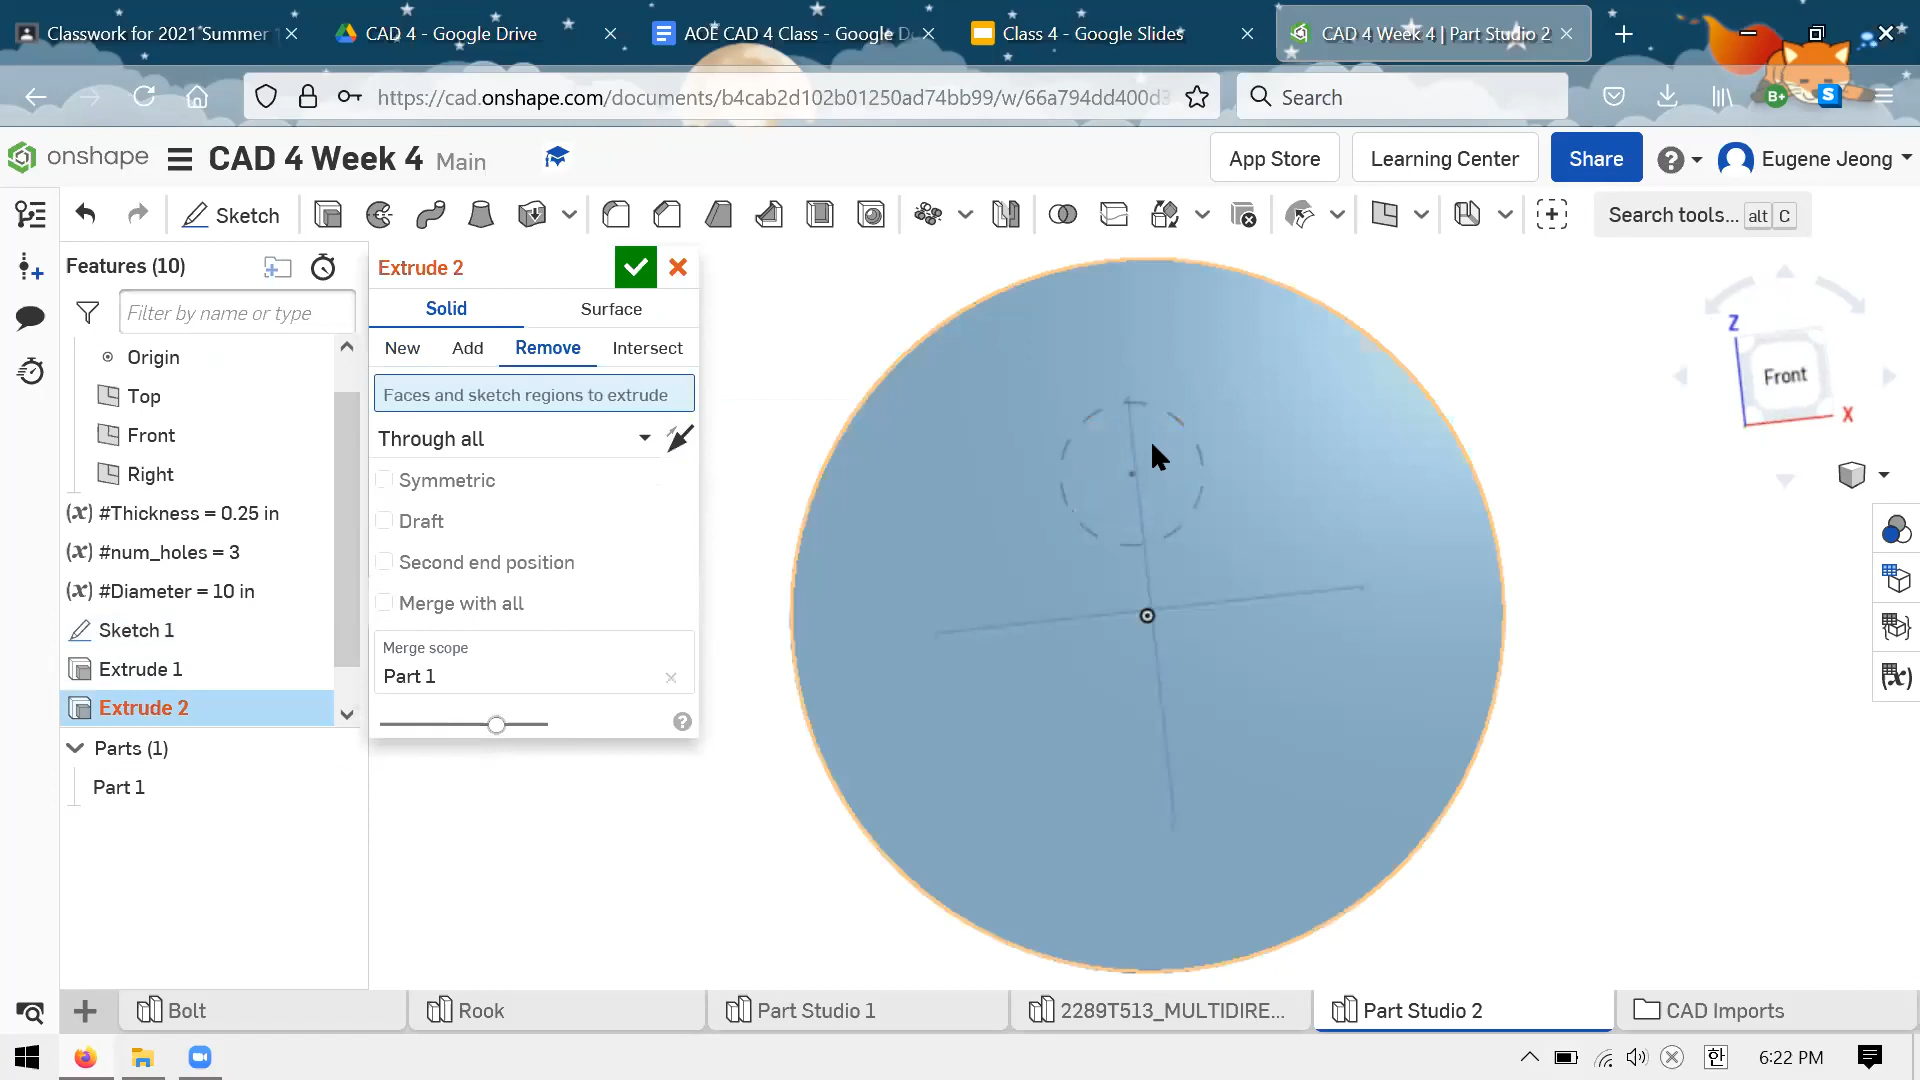 Classwork for 2021 Summer
CAD 4 - Google Drive
AOE CAD 4 Class - Google D
Class 4 - Google Slides
CAD 4 Week 4 | Part Studio 2
https://cad.onshape.com/documents/b4cab2d102b01250ad74bb99/w/66a794dd400d3
Search
B+
S
onshape
CAD 4 Week 4 Main
App Store
Learning Center
Share
Eugene Jeong
Sketch
Search tools... alt C
Features (10)
Filter by name or type
Origin
Top
Front
Right
(x) #Thickness = 0.25 in
(x) #num_holes = 3
(x) #Diameter = 10 in
Sketch 1
Extrude 1
Extrude 2
Parts (1)
Part 1
Extrude 2
Solid
Surface
New
Add
Remove
Intersect
Faces and sketch regions to extrude
Through all
Symmetric
Draft
Second end position
Merge with all
Merge scope
Part 1
Z
Front
X
(x)
Bolt
Rook
Part Studio 1
2289T513_MULTIDIRE...
Part Studio 2
CAD Imports
한
6:22 PM